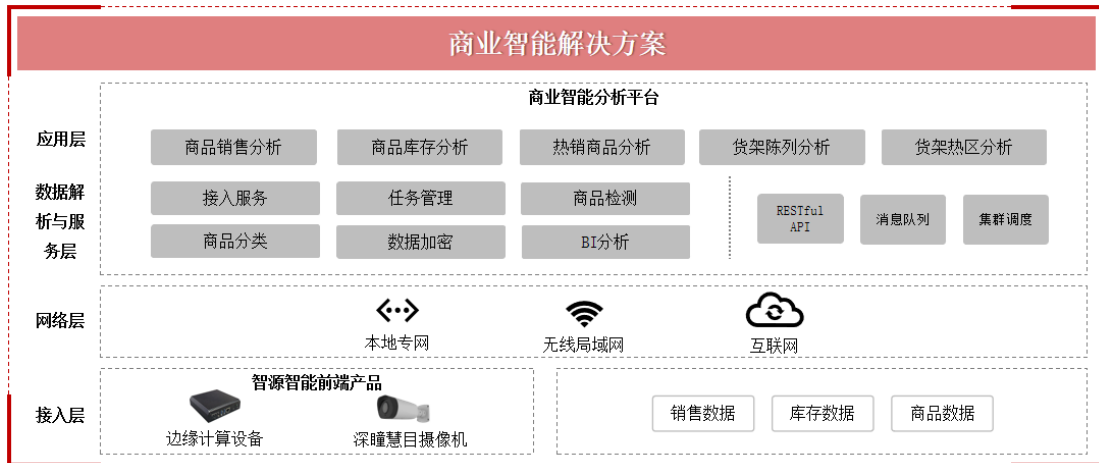 商业智能解决方案
商业智能分析平台
应用层
商品销售分析
商品库存分析
热销商品分析
货架陈列分析
货架热区分析
数据解
析与服
务层
接入服务
任务管理
商品检测
商品分类
数据加密
BI分析
RESTful
API
消息队列
集群调度
网络层
本地专网
无线局域网
互联网
接入层
智源智能前端产品
边缘计算设备
深瞳慧目摄像机
销售数据
库存数据
商品数据